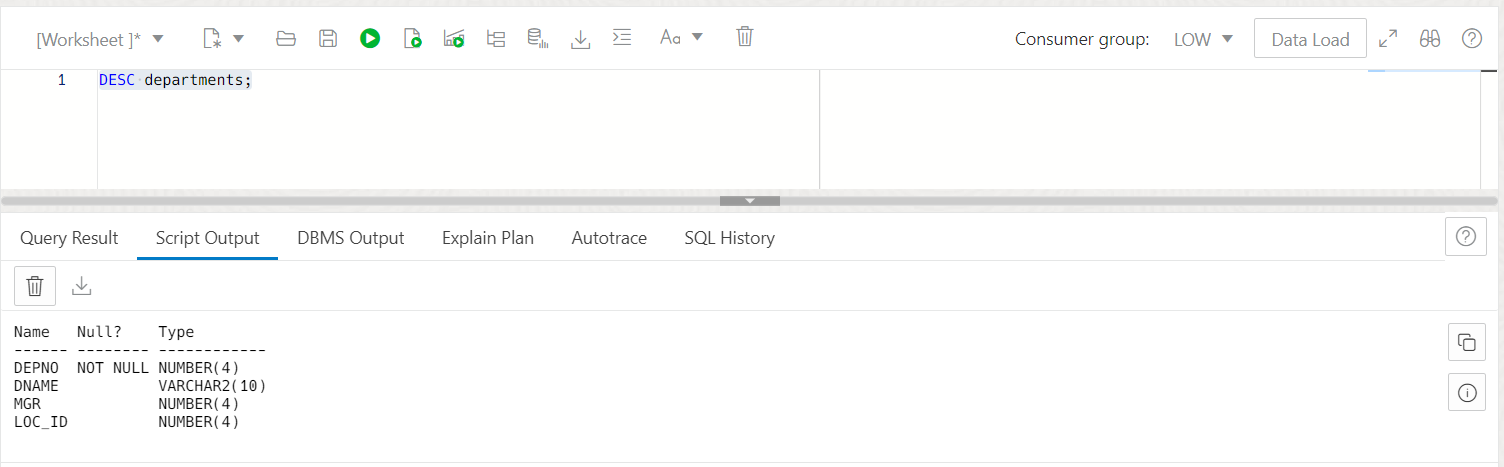 [Worksheet ]* Aa Consumer group: LOW Data Load
1 DESC departments;
Query Result Script Output DBMS Output Explain Plan Autotrace SQL History
Name   Null?    Type
------ -------- ------------
DEPNO  NOT NULL NUMBER(4)
DNAME           VARCHAR2(10)
MGR             NUMBER(4)
LOC_ID          NUMBER(4)